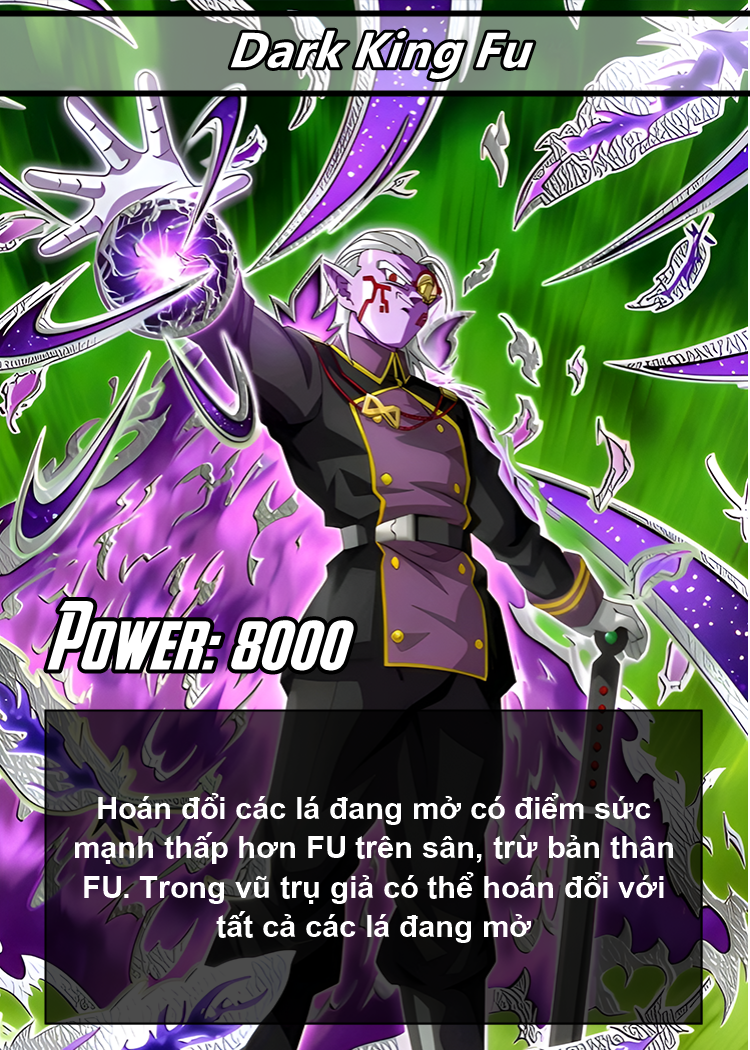 Dark King Fu
POWER: 8000
Hoán đổi các lá đang mở có điểm sức
mạnh thấp hơn FU trên sân, trừ bản thân
FU. Trong vũ trụ giả có thể hoán đổi với
tất cả các lá đang mở